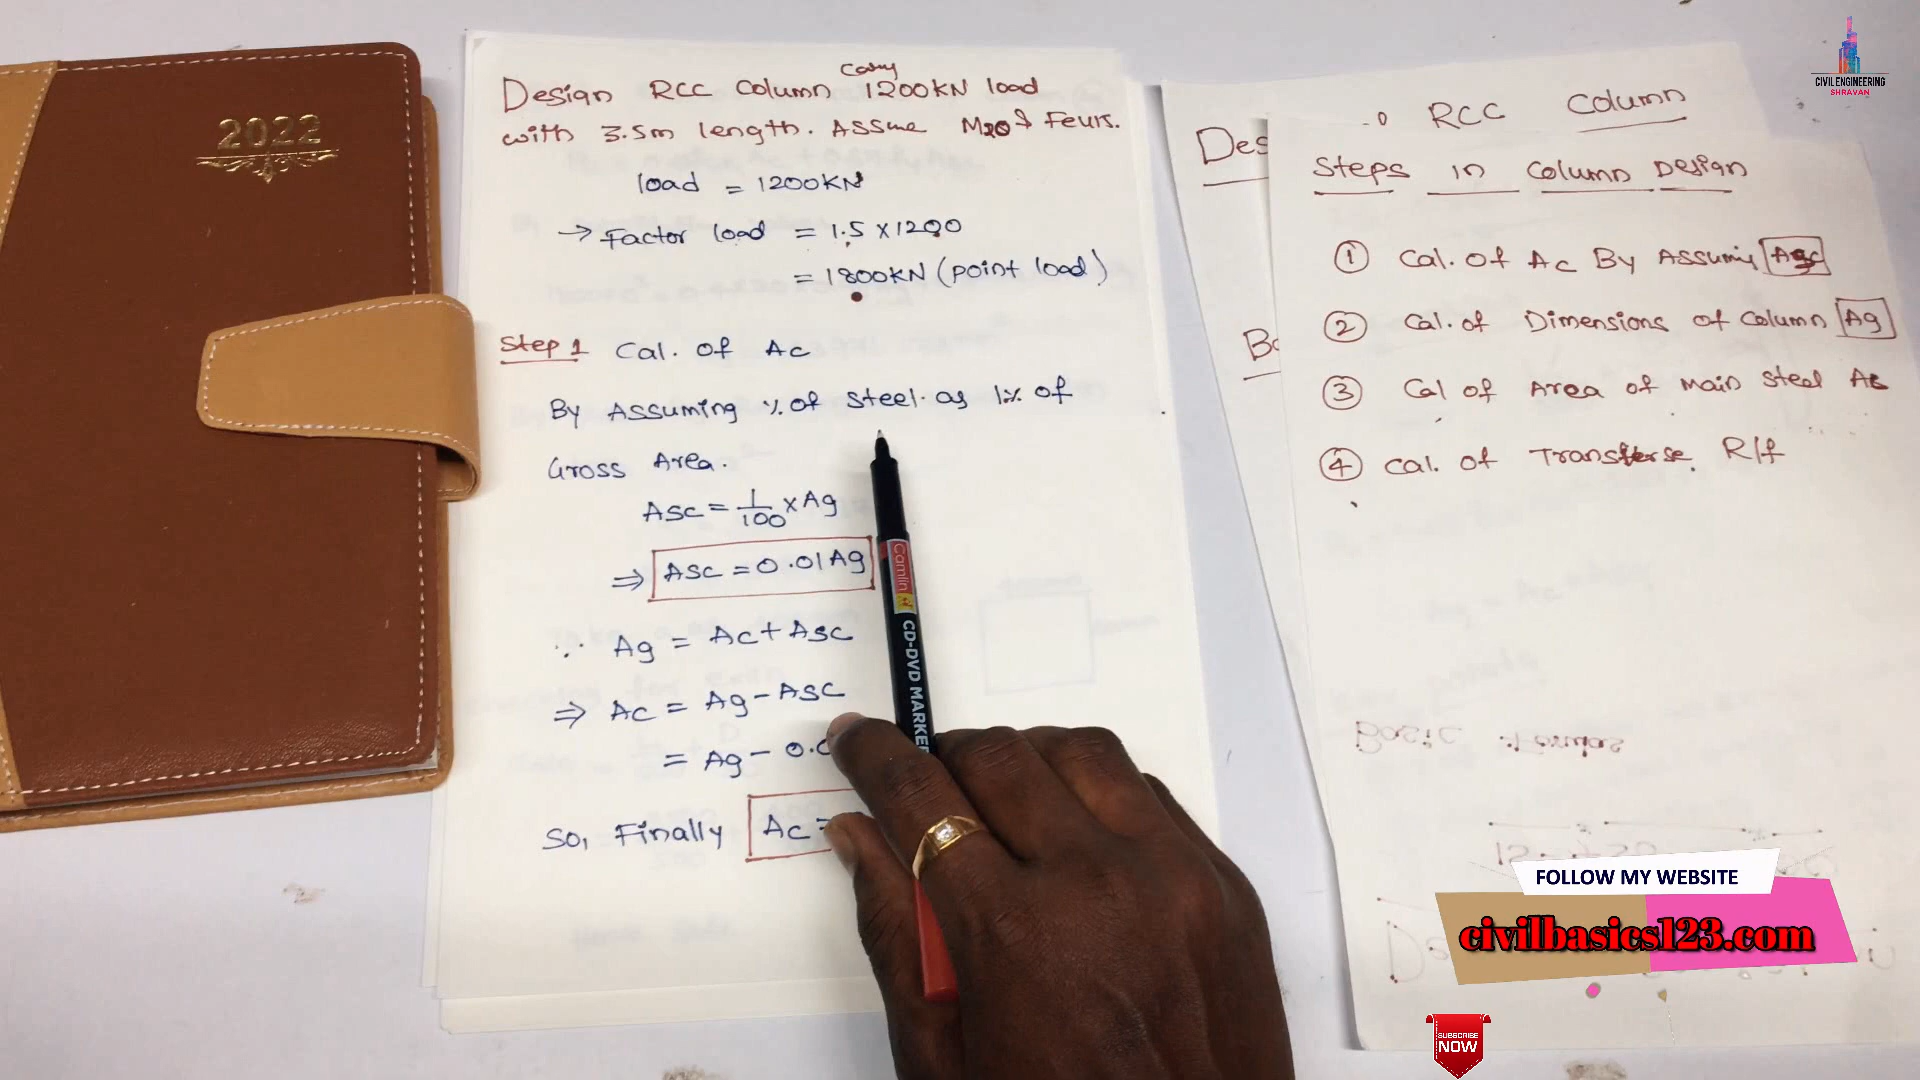 2022
Design RCC Column Carry 1200KN load
with 3.5m length. Assme M20 & Fe415.
load = 1200KN
→ Factor load = 1.5 X 1200
= 1800KN (point load)
Step 1 Cal. of Ac
By Assuming % of steel as 1% of
Gross Area.
Asc = 1/100 x Ag
⇒ Asc = 0.01Ag
∵ Ag = Ac + Asc
⇒ Ac = Ag - Asc
= Ag - 0.0
So, Finally Ac =
Camlin
CD-DVD MARKER
Des
RCC Column
Steps in Column Design
① Cal. of Ac By Assuming Asc
② Cal. of Dimensions of Column Ag
③ Cal of Area of main steel
④ Cal. of Transverse R/f
CIVIL ENGINEERING
SHRAVAN
FOLLOW MY WEBSITE
civilbasics123.com
SUBSCRIBE
NOW